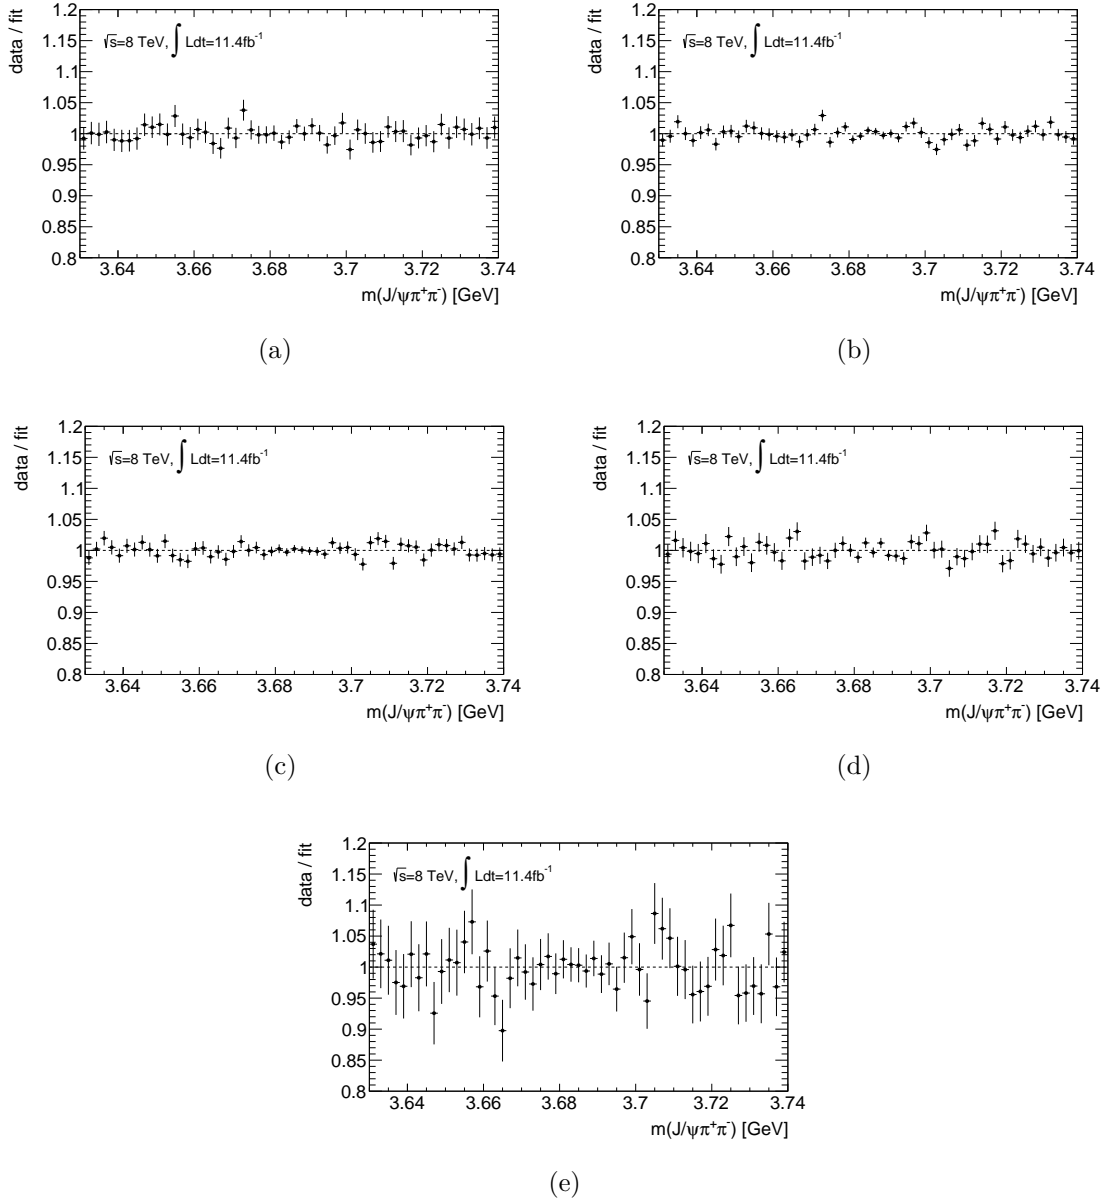 data / fit
1.2
1.15
1.1
1.05
1
0.95
0.9
0.85
0.8
√s=8 TeV, ∫ Ldt=11.4fb⁻¹
3.64 3.66 3.68 3.7 3.72 3.74
m(J/ψπ⁺π⁻) [GeV]
(a)
data / fit
1.2
1.15
1.1
1.05
1
0.95
0.9
0.85
0.8
√s=8 TeV, ∫ Ldt=11.4fb⁻¹
3.64 3.66 3.68 3.7 3.72 3.74
m(J/ψπ⁺π⁻) [GeV]
(b)
data / fit
1.2
1.15
1.1
1.05
1
0.95
0.9
0.85
0.8
√s=8 TeV, ∫ Ldt=11.4fb⁻¹
3.64 3.66 3.68 3.7 3.72 3.74
m(J/ψπ⁺π⁻) [GeV]
(c)
data / fit
1.2
1.15
1.1
1.05
1
0.95
0.9
0.85
0.8
√s=8 TeV, ∫ Ldt=11.4fb⁻¹
3.64 3.66 3.68 3.7 3.72 3.74
m(J/ψπ⁺π⁻) [GeV]
(d)
data / fit
1.2
1.15
1.1
1.05
1
0.95
0.9
0.85
0.8
√s=8 TeV, ∫ Ldt=11.4fb⁻¹
3.64 3.66 3.68 3.7 3.72 3.74
m(J/ψπ⁺π⁻) [GeV]
(e)